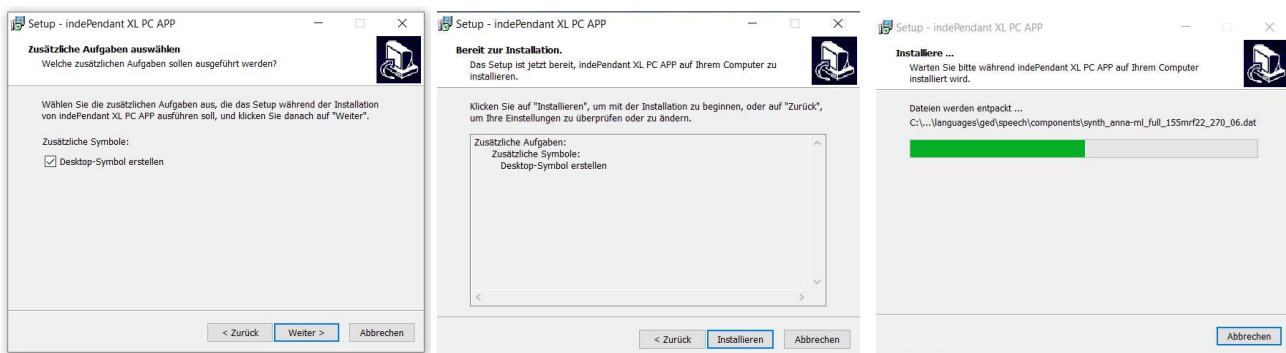 Setup - indePendant XL PC APP
Zusätzliche Aufgaben auswählen
Welche zusätzlichen Aufgaben sollen ausgeführt werden?
Wählen Sie die zusätzlichen Aufgaben aus, die das Setup während der Installation
von indePendant XL PC APP ausführen soll, und klicken Sie danach auf "Weiter".
Zusätzliche Symbole:
Desktop-Symbol erstellen
< Zurück
Weiter >
Abbrechen
Setup - indePendant XL PC APP
Bereit zur Installation.
Das Setup ist jetzt bereit, indePendant XL PC APP auf Ihrem Computer zu
installieren.
Klicken Sie auf "Installieren", um mit der Installation zu beginnen, oder auf "Zurück",
um Ihre Einstellungen zu überprüfen oder zu ändern.
Zusätzliche Aufgaben:
Zusätzliche Symbole:
Desktop-Symbol erstellen
< Zurück
Installieren
Abbrechen
Setup - indePendant XL PC APP
Installiere ...
Warten Sie bitte während indePendant XL PC APP auf Ihrem Computer
installiert wird.
Dateien werden entpackt ...
C:\...\languages\ged\speech\components\synth_anna-ml_full_155mrf22_270_06.dat
Abbrechen